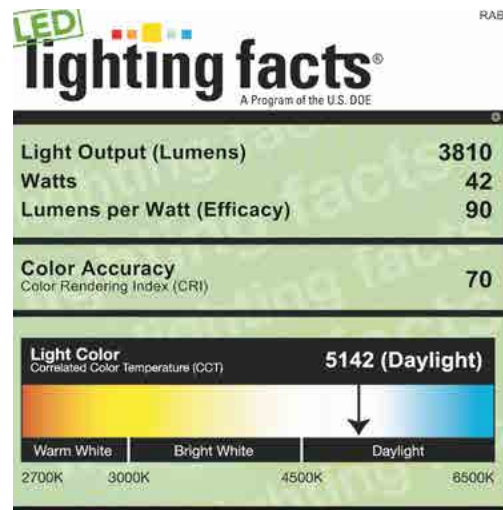 LED
RAB
lighting facts®
A Program of the U.S. DOE
Light Output (Lumens) 3810
Watts 42
Lumens per Watt (Efficacy) 90
Color Accuracy 70
Color Rendering Index (CRI)
Light Color 5142 (Daylight)
Correlated Color Temperature (CCT)
Warm White Bright White Daylight
2700K 3000K 4500K 6500K